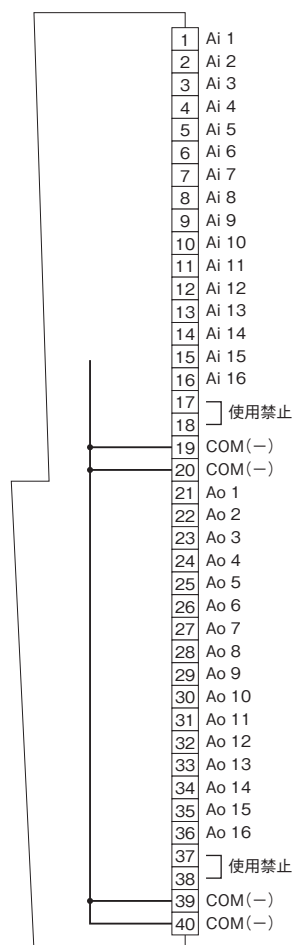 1 Ai 1
2 Ai 2
3 Ai 3
4 Ai 4
5 Ai 5
6 Ai 6
7 Ai 7
8 Ai 8
9 Ai 9
10 Ai 10
11 Ai 11
12 Ai 12
13 Ai 13
14 Ai 14
15 Ai 15
16 Ai 16
17
使用禁止
18
19 COM(−)
20 COM(−)
21 Ao 1
22 Ao 2
23 Ao 3
24 Ao 4
25 Ao 5
26 Ao 6
27 Ao 7
28 Ao 8
29 Ao 9
30 Ao 10
31 Ao 11
32 Ao 12
33 Ao 13
34 Ao 14
35 Ao 15
36 Ao 16
37
使用禁止
38
39 COM(−)
40 COM(−)